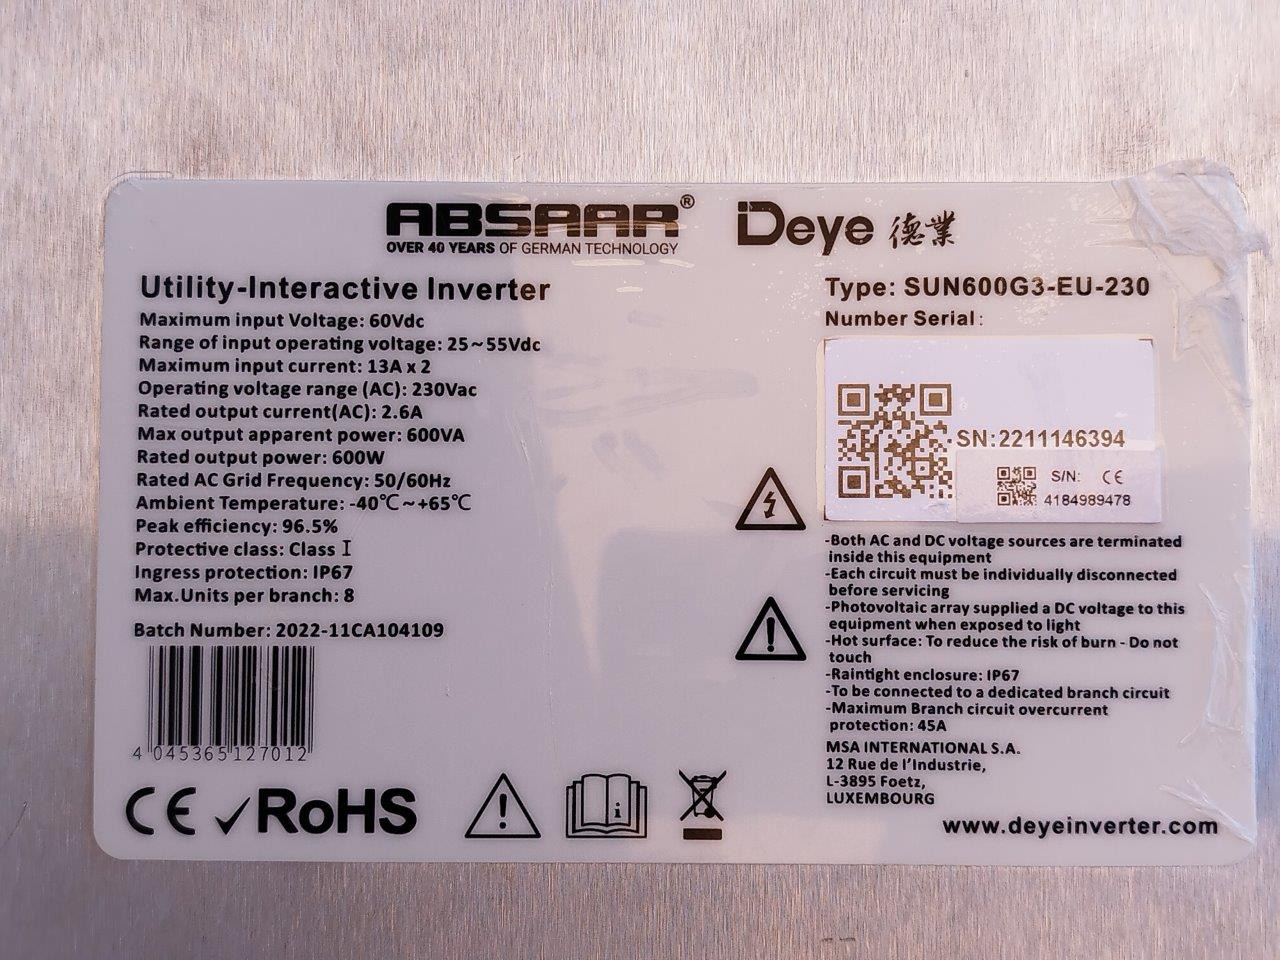 ABSAAR®
OVER 40 YEARS OF GERMAN TECHNOLOGY
Deye 德業
Utility-Interactive Inverter
Maximum input Voltage: 60Vdc
Range of input operating voltage: 25~55Vdc
Maximum input current: 13A x 2
Operating voltage range (AC): 230Vac
Rated output current(AC): 2.6A
Max output apparent power: 600VA
Rated output power: 600W
Rated AC Grid Frequency: 50/60Hz
Ambient Temperature: -40℃~+65℃
Peak efficiency: 96.5%
Protective class: Class I
Ingress protection: IP67
Max.Units per branch: 8
Batch Number: 2022-11CA104109
4 045365 127012
CE ✓RoHS
Type: SUN600G3-EU-230
Number Serial:
SN:2211146394
S/N: CE
4184989478
-Both AC and DC voltage sources are terminated
inside this equipment
-Each circuit must be individually disconnected
before servicing
-Photovoltaic array supplied a DC voltage to this
equipment when exposed to light
-Hot surface: To reduce the risk of burn - Do not
touch
-Raintight enclosure: IP67
-To be connected to a dedicated branch circuit
-Maximum Branch circuit overcurrent
protection: 45A
MSA INTERNATIONAL S.A.
12 Rue de l'Industrie,
L-3895 Foetz,
LUXEMBOURG
www.deyeinverter.com